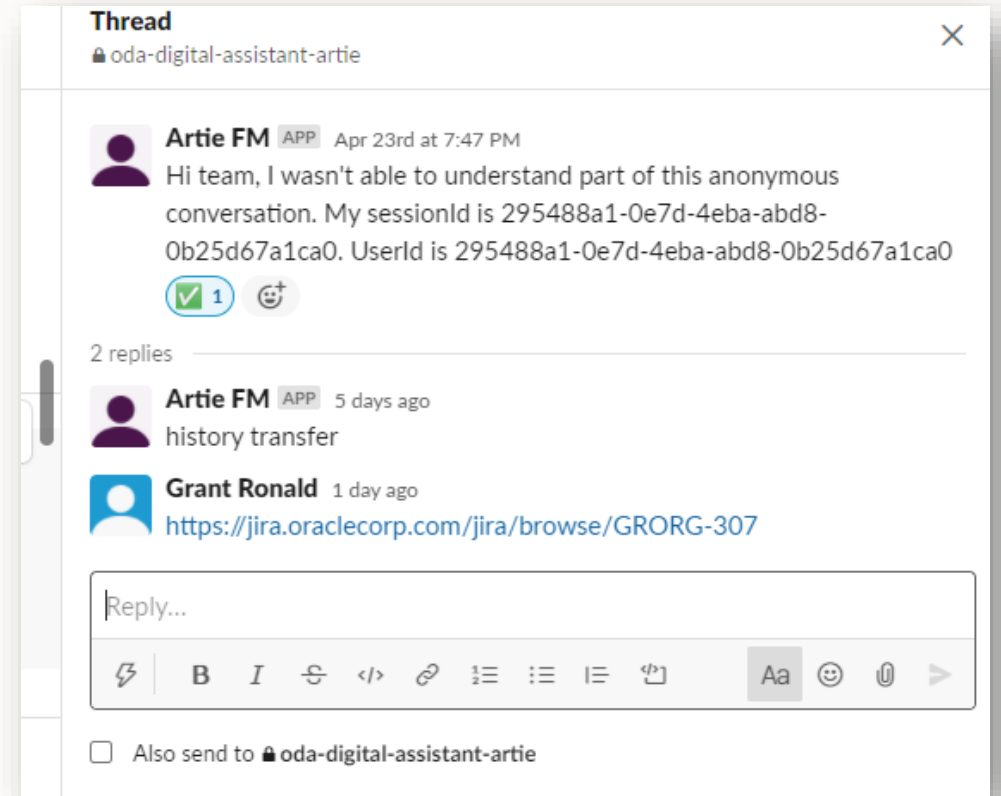 Thread
oda-digital-assistant-artie
Artie FM APP Apr 23rd at 7:47 PM
Hi team, I wasn't able to understand part of this anonymous
conversation. My sessionId is 295488a1-0e7d-4eba-abd8-
0b25d67a1ca0. UserId is 295488a1-0e7d-4eba-abd8-0b25d67a1ca0
1
2 replies
Artie FM APP 5 days ago
history transfer
Grant Ronald 1 day ago
https://jira.oraclecorp.com/jira/browse/GRORG-307
Reply...
B I S </> Aa
Also send to oda-digital-assistant-artie